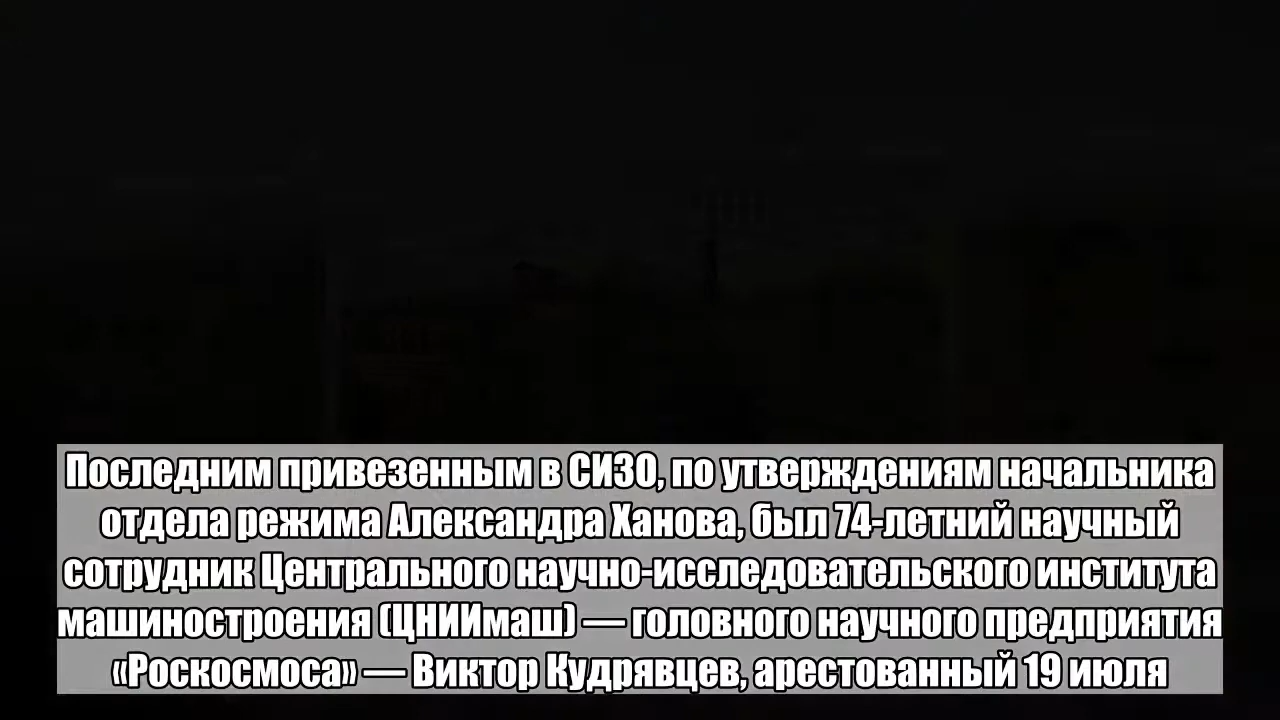 Последним привезенным в СИЗО, по утверждениям начальника
отдела режима Александра Ханова, был 74-летний научный
сотрудник Центрального научно-исследовательского института
машиностроения (ЦНИИмаш) — головного научного предприятия
«Роскосмоса» — Виктор Кудрявцев, арестованный 19 июля